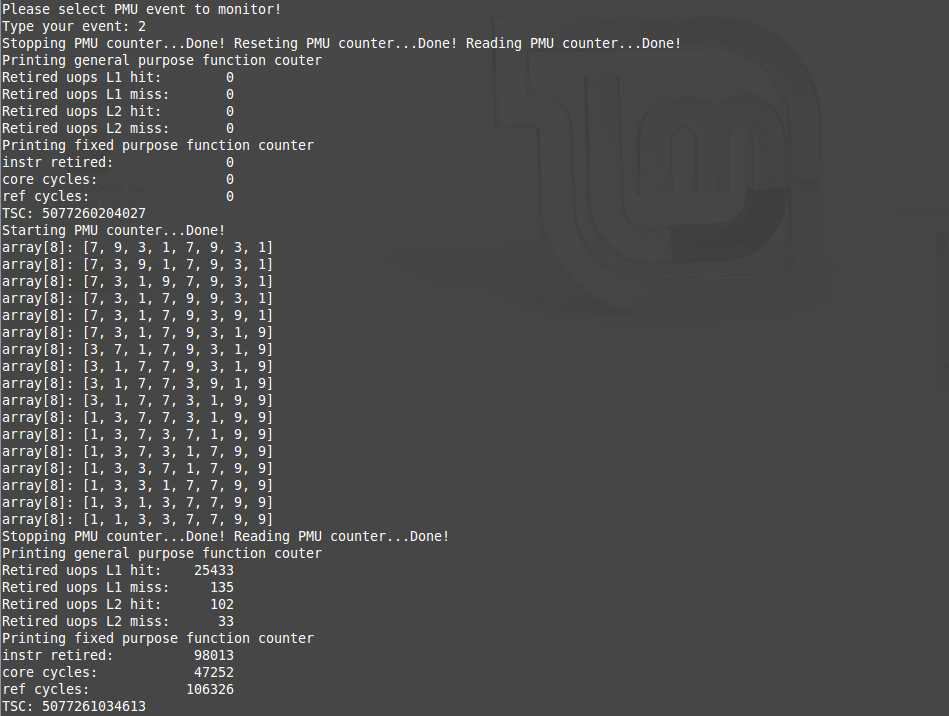 Please select PMU event to monitor!
Type your event: 2
Stopping PMU counter...Done! Reseting PMU counter...Done! Reading PMU counter...Done!
Printing general purpose function couter
Retired uops L1 hit:        0
Retired uops L1 miss:       0
Retired uops L2 hit:        0
Retired uops L2 miss:       0
Printing fixed purpose function counter
instr retired:              0
core cycles:                0
ref cycles:                 0
TSC: 5077260204027
Starting PMU counter...Done!
array[8]: [7, 9, 3, 1, 7, 9, 3, 1]
array[8]: [7, 3, 9, 1, 7, 9, 3, 1]
array[8]: [7, 3, 1, 9, 7, 9, 3, 1]
array[8]: [7, 3, 1, 7, 9, 9, 3, 1]
array[8]: [7, 3, 1, 7, 9, 3, 9, 1]
array[8]: [7, 3, 1, 7, 9, 3, 1, 9]
array[8]: [3, 7, 1, 7, 9, 3, 1, 9]
array[8]: [3, 1, 7, 7, 9, 3, 1, 9]
array[8]: [3, 1, 7, 7, 3, 9, 1, 9]
array[8]: [3, 1, 7, 7, 3, 1, 9, 9]
array[8]: [1, 3, 7, 7, 3, 1, 9, 9]
array[8]: [1, 3, 7, 3, 7, 1, 9, 9]
array[8]: [1, 3, 7, 3, 1, 7, 9, 9]
array[8]: [1, 3, 3, 7, 1, 7, 9, 9]
array[8]: [1, 3, 3, 1, 7, 7, 9, 9]
array[8]: [1, 3, 1, 3, 7, 7, 9, 9]
array[8]: [1, 1, 3, 3, 7, 7, 9, 9]
Stopping PMU counter...Done! Reading PMU counter...Done!
Printing general purpose function couter
Retired uops L1 hit:    25433
Retired uops L1 miss:     135
Retired uops L2 hit:      102
Retired uops L2 miss:      33
Printing fixed purpose function counter
instr retired:          98013
core cycles:            47252
ref cycles:            106326
TSC: 5077261034613